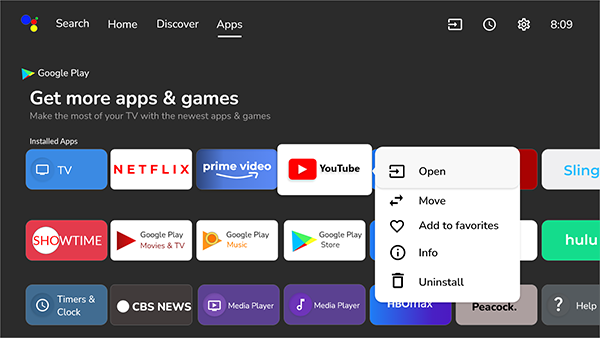 Search Home Discover Apps 8:09
Google Play
Get more apps & games
Make the most of your TV with the newest apps & games
Installed Apps
TV NETFLIX prime video YouTube Sling
Open
Move
Add to favorites
Info
Uninstall
SHOWTIME Google Play Movies & TV Google Play Music Google Play Store hulu
Timers & Clock CBS NEWS Media Player Media Player HBOmax Peacock. Help